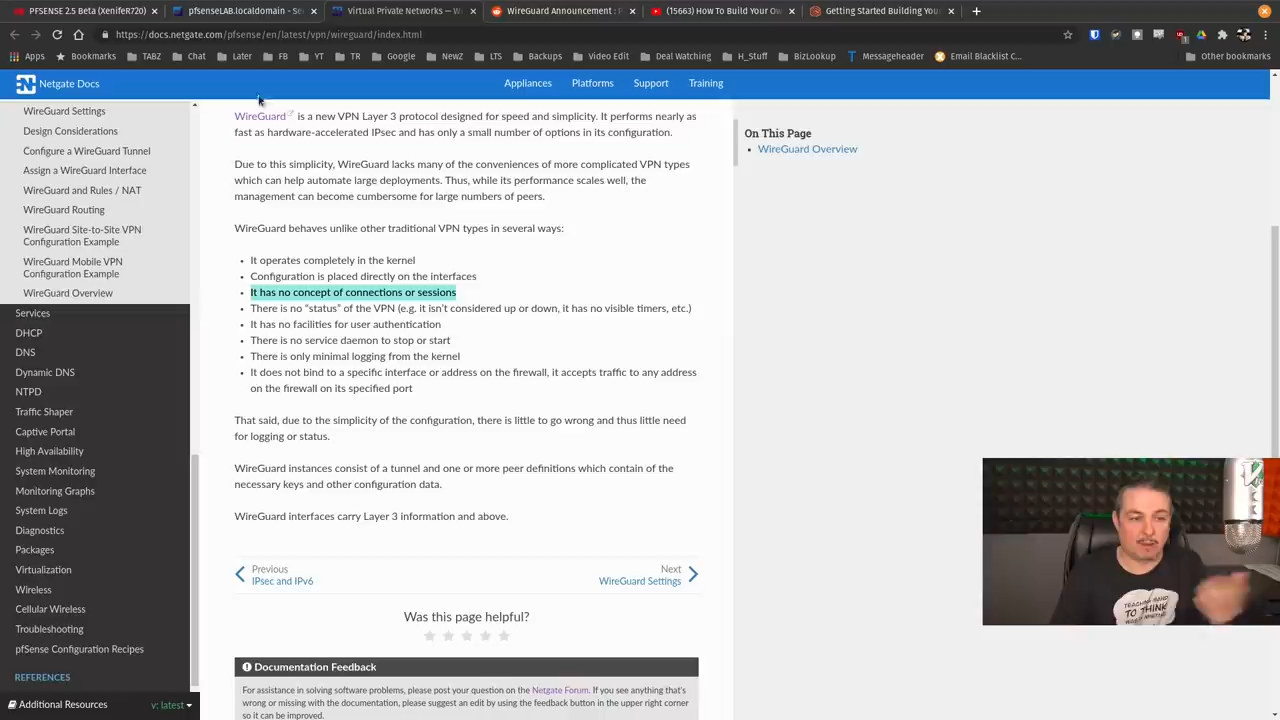 PFSENSE 2.5 Beta (XenifeR720)
pfsenseLAB.localdomain - Se
Virtual Private Networks — W
WireGuard Announcement : P
(15663) How To Build Your Ow
Getting Started Building You
https://docs.netgate.com/pfsense/en/latest/vpn/wireguard/index.html
Apps
Bookmarks
TABZ
Chat
Later
FB
YT
TR
Google
NewZ
LTS
Backups
Video Edit
Deal Watching
H_Stuff
BizLookup
Messageheader
Email Blacklist C...
Other bookmarks
Netgate Docs
Appliances
Platforms
Support
Training
WireGuard Settings
Design Considerations
Configure a WireGuard Tunnel
Assign a WireGuard Interface
WireGuard and Rules / NAT
WireGuard Routing
WireGuard Site-to-Site VPN
Configuration Example
WireGuard Mobile VPN
Configuration Example
WireGuard Overview
Services
DHCP
DNS
Dynamic DNS
NTPD
Traffic Shaper
Captive Portal
High Availability
System Monitoring
Monitoring Graphs
System Logs
Diagnostics
Packages
Virtualization
Wireless
Cellular Wireless
Troubleshooting
pfSense Configuration Recipes
REFERENCES
Additional Resources
v: latest
WireGuard is a new VPN Layer 3 protocol designed for speed and simplicity. It performs nearly as
fast as hardware-accelerated IPsec and has only a small number of options in its configuration.
Due to this simplicity, WireGuard lacks many of the conveniences of more complicated VPN types
which can help automate large deployments. Thus, while its performance scales well, the
management can become cumbersome for large numbers of peers.
WireGuard behaves unlike other traditional VPN types in several ways:
• It operates completely in the kernel
• Configuration is placed directly on the interfaces
• It has no concept of connections or sessions
• There is no “status” of the VPN (e.g. it isn’t considered up or down, it has no visible timers, etc.)
• It has no facilities for user authentication
• There is no service daemon to stop or start
• There is only minimal logging from the kernel
• It does not bind to a specific interface or address on the firewall, it accepts traffic to any address
on the firewall on its specified port
That said, due to the simplicity of the configuration, there is little to go wrong and thus little need
for logging or status.
WireGuard instances consist of a tunnel and one or more peer definitions which contain of the
necessary keys and other configuration data.
WireGuard interfaces carry Layer 3 information and above.
Previous
IPsec and IPv6
Next
WireGuard Settings
Was this page helpful?
Documentation Feedback
For assistance in solving software problems, please post your question on the Netgate Forum. If you see anything that's
wrong or missing with the documentation, please suggest an edit by using the feedback button in the upper right corner
so it can be improved.
On This Page
• WireGuard Overview
TO THINK